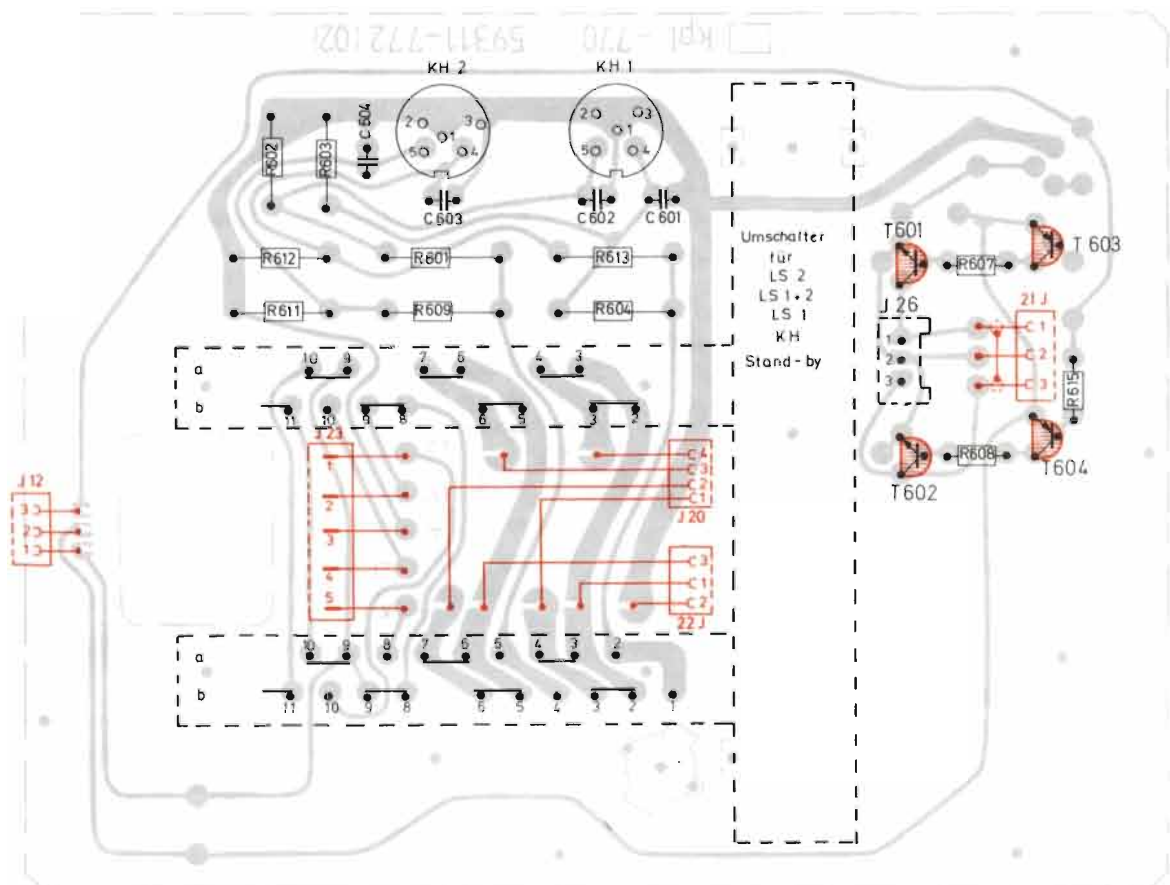 KH 2
KH 1
C 604
R602
R603
2
3
1
5
4
2
3
1
5
4
C 603
C 602
C 601
R612
R601
R613
R611
R609
R604
Umschalter
für
LS 2
LS 1+2
LS 1
KH
Stand-by
T601
T 603
R607
J 26
21 J
1
2
3
1
2
3
R615
T602
R608
T604
a
10 9 7 6 4 3
b
11 10 9 8 6 5 3 2
J 23
1
2
3
4
5
J 12
3
2
1
4
3
2
1
J 20
3
1
2
22 J
a
10 9 8 7 6 5 4 3 2
b
11 10 9 8 6 5 4 3 2 1